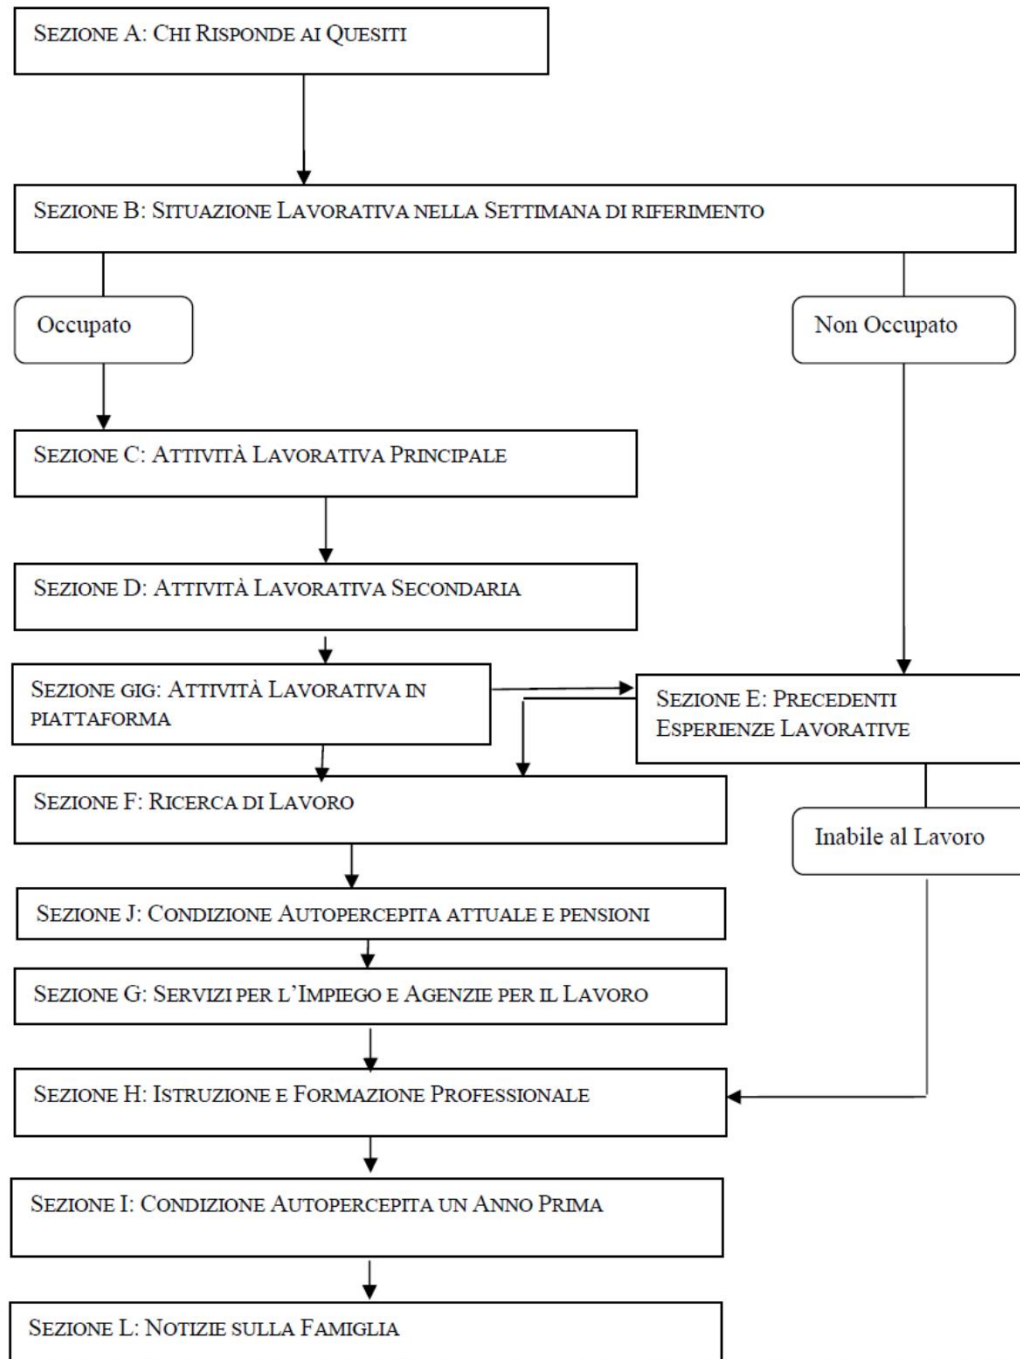 SEZIONE A: CHI RISPONDE AI QUESITI
SEZIONE B: SITUAZIONE LAVORATIVA NELLA SETTIMANA DI RIFERIMENTO
Occupato
Non Occupato
SEZIONE C: ATTIVITÀ LAVORATIVA PRINCIPALE
SEZIONE D: ATTIVITÀ LAVORATIVA SECONDARIA
SEZIONE GIG: ATTIVITÀ LAVORATIVA IN
PIATTAFORMA
SEZIONE E: PRECEDENTI
ESPERIENZE LAVORATIVE
SEZIONE F: RICERCA DI LAVORO
Inabile al Lavoro
SEZIONE J: CONDIZIONE AUTOPERCEPITA ATTUALE E PENSIONI
SEZIONE G: SERVIZI PER L'IMPIEGO E AGENZIE PER IL LAVORO
SEZIONE H: ISTRUZIONE E FORMAZIONE PROFESSIONALE
SEZIONE I: CONDIZIONE AUTOPERCEPITA UN ANNO PRIMA
SEZIONE L: NOTIZIE SULLA FAMIGLIA